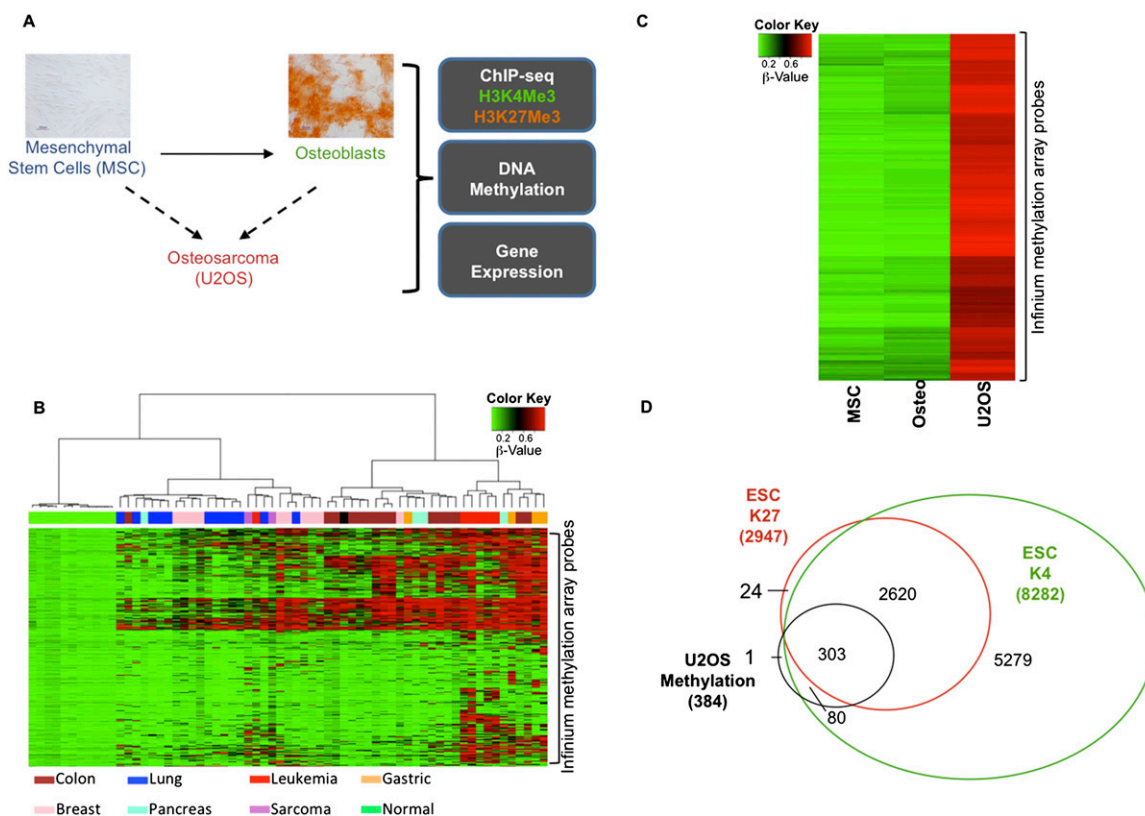 A
Mesenchymal
Stem Cells (MSC)
Osteoblasts
Osteosarcoma
(U2OS)
ChIP-seq
H3K4Me3
H3K27Me3
DNA
Methylation
Gene
Expression
B
Color Key
0.2 0.6
β-Value
Infinium methylation array probes
Colon
Lung
Leukemia
Gastric
Breast
Pancreas
Sarcoma
Normal
C
Color Key
0.2 0.6
β-Value
Infinium methylation array probes
MSC
Osteo
U2OS
D
ESC
K27
(2947)
ESC
K4
(8282)
24
2620
5279
303
1
80
U2OS
Methylation
(384)